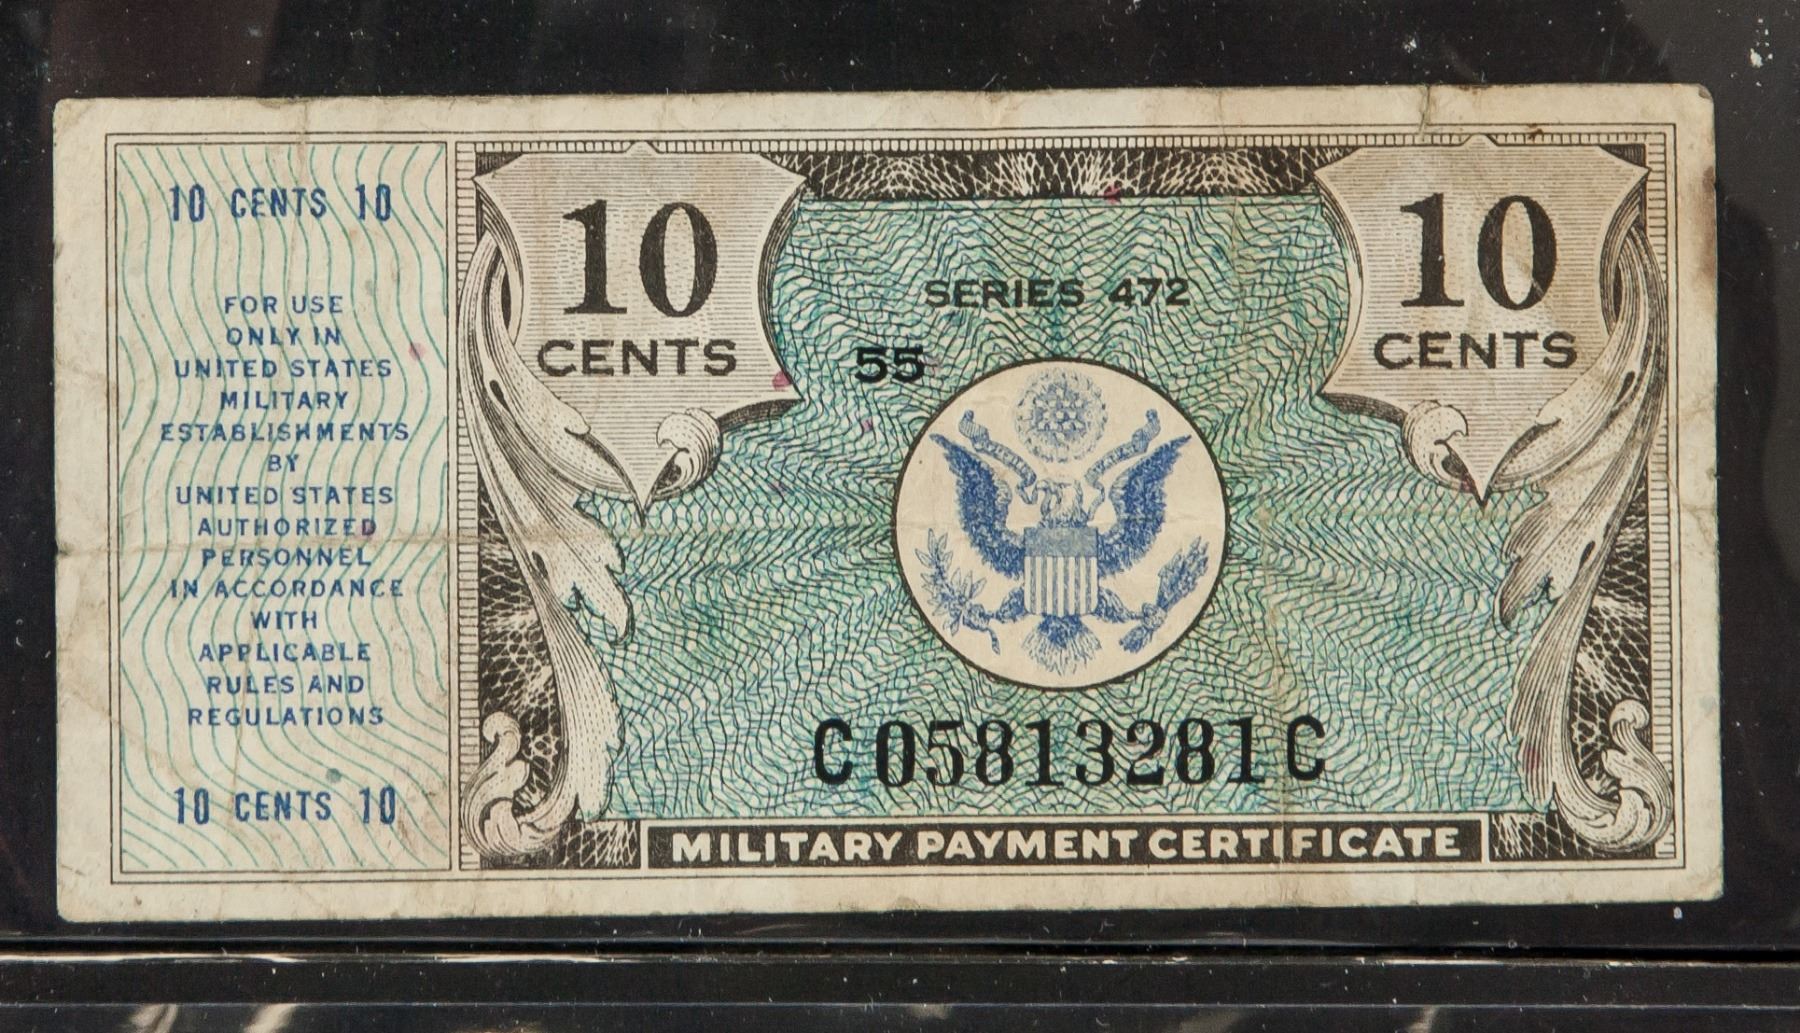 10 CENTS 10
FOR USE
ONLY IN
UNITED STATES
MILITARY
ESTABLISHMENTS
BY
UNITED STATES
AUTHORIZED
PERSONNEL
IN ACCORDANCE
WITH
APPLICABLE
RULES AND
REGULATIONS
10 CENTS 10
10
CENTS
SERIES 472
55
10
CENTS
C05813281C
MILITARY PAYMENT CERTIFICATE